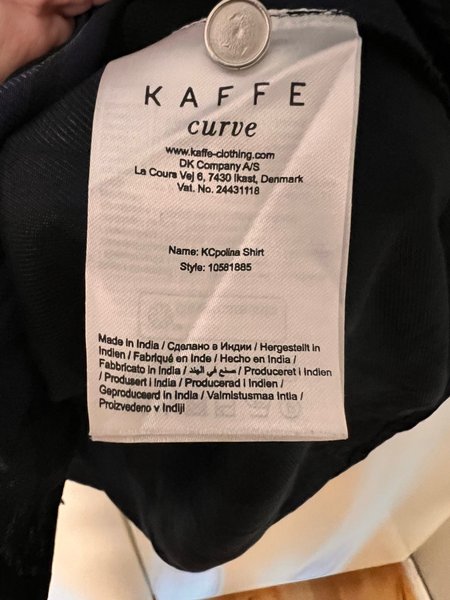 KAFFE
curve
www.kaffe-clothing.com
DK Company A/S
La Cours Vej 6, 7430 Ikast, Denmark
Vat. No. 24431118
Name: KCpolina Shirt
Style: 10581885
Made in India / Сделано в Индии / Hergestellt in
Indien / Fabriqué en Inde / Hecho en India /
Fabbricato in India / صنع في الهند / Produceret i Indien
/ Produsert i India / Producerad i Indien /
Geproduceerd in India / Valmistusmaa Intia /
Proizvedeno v Indiji